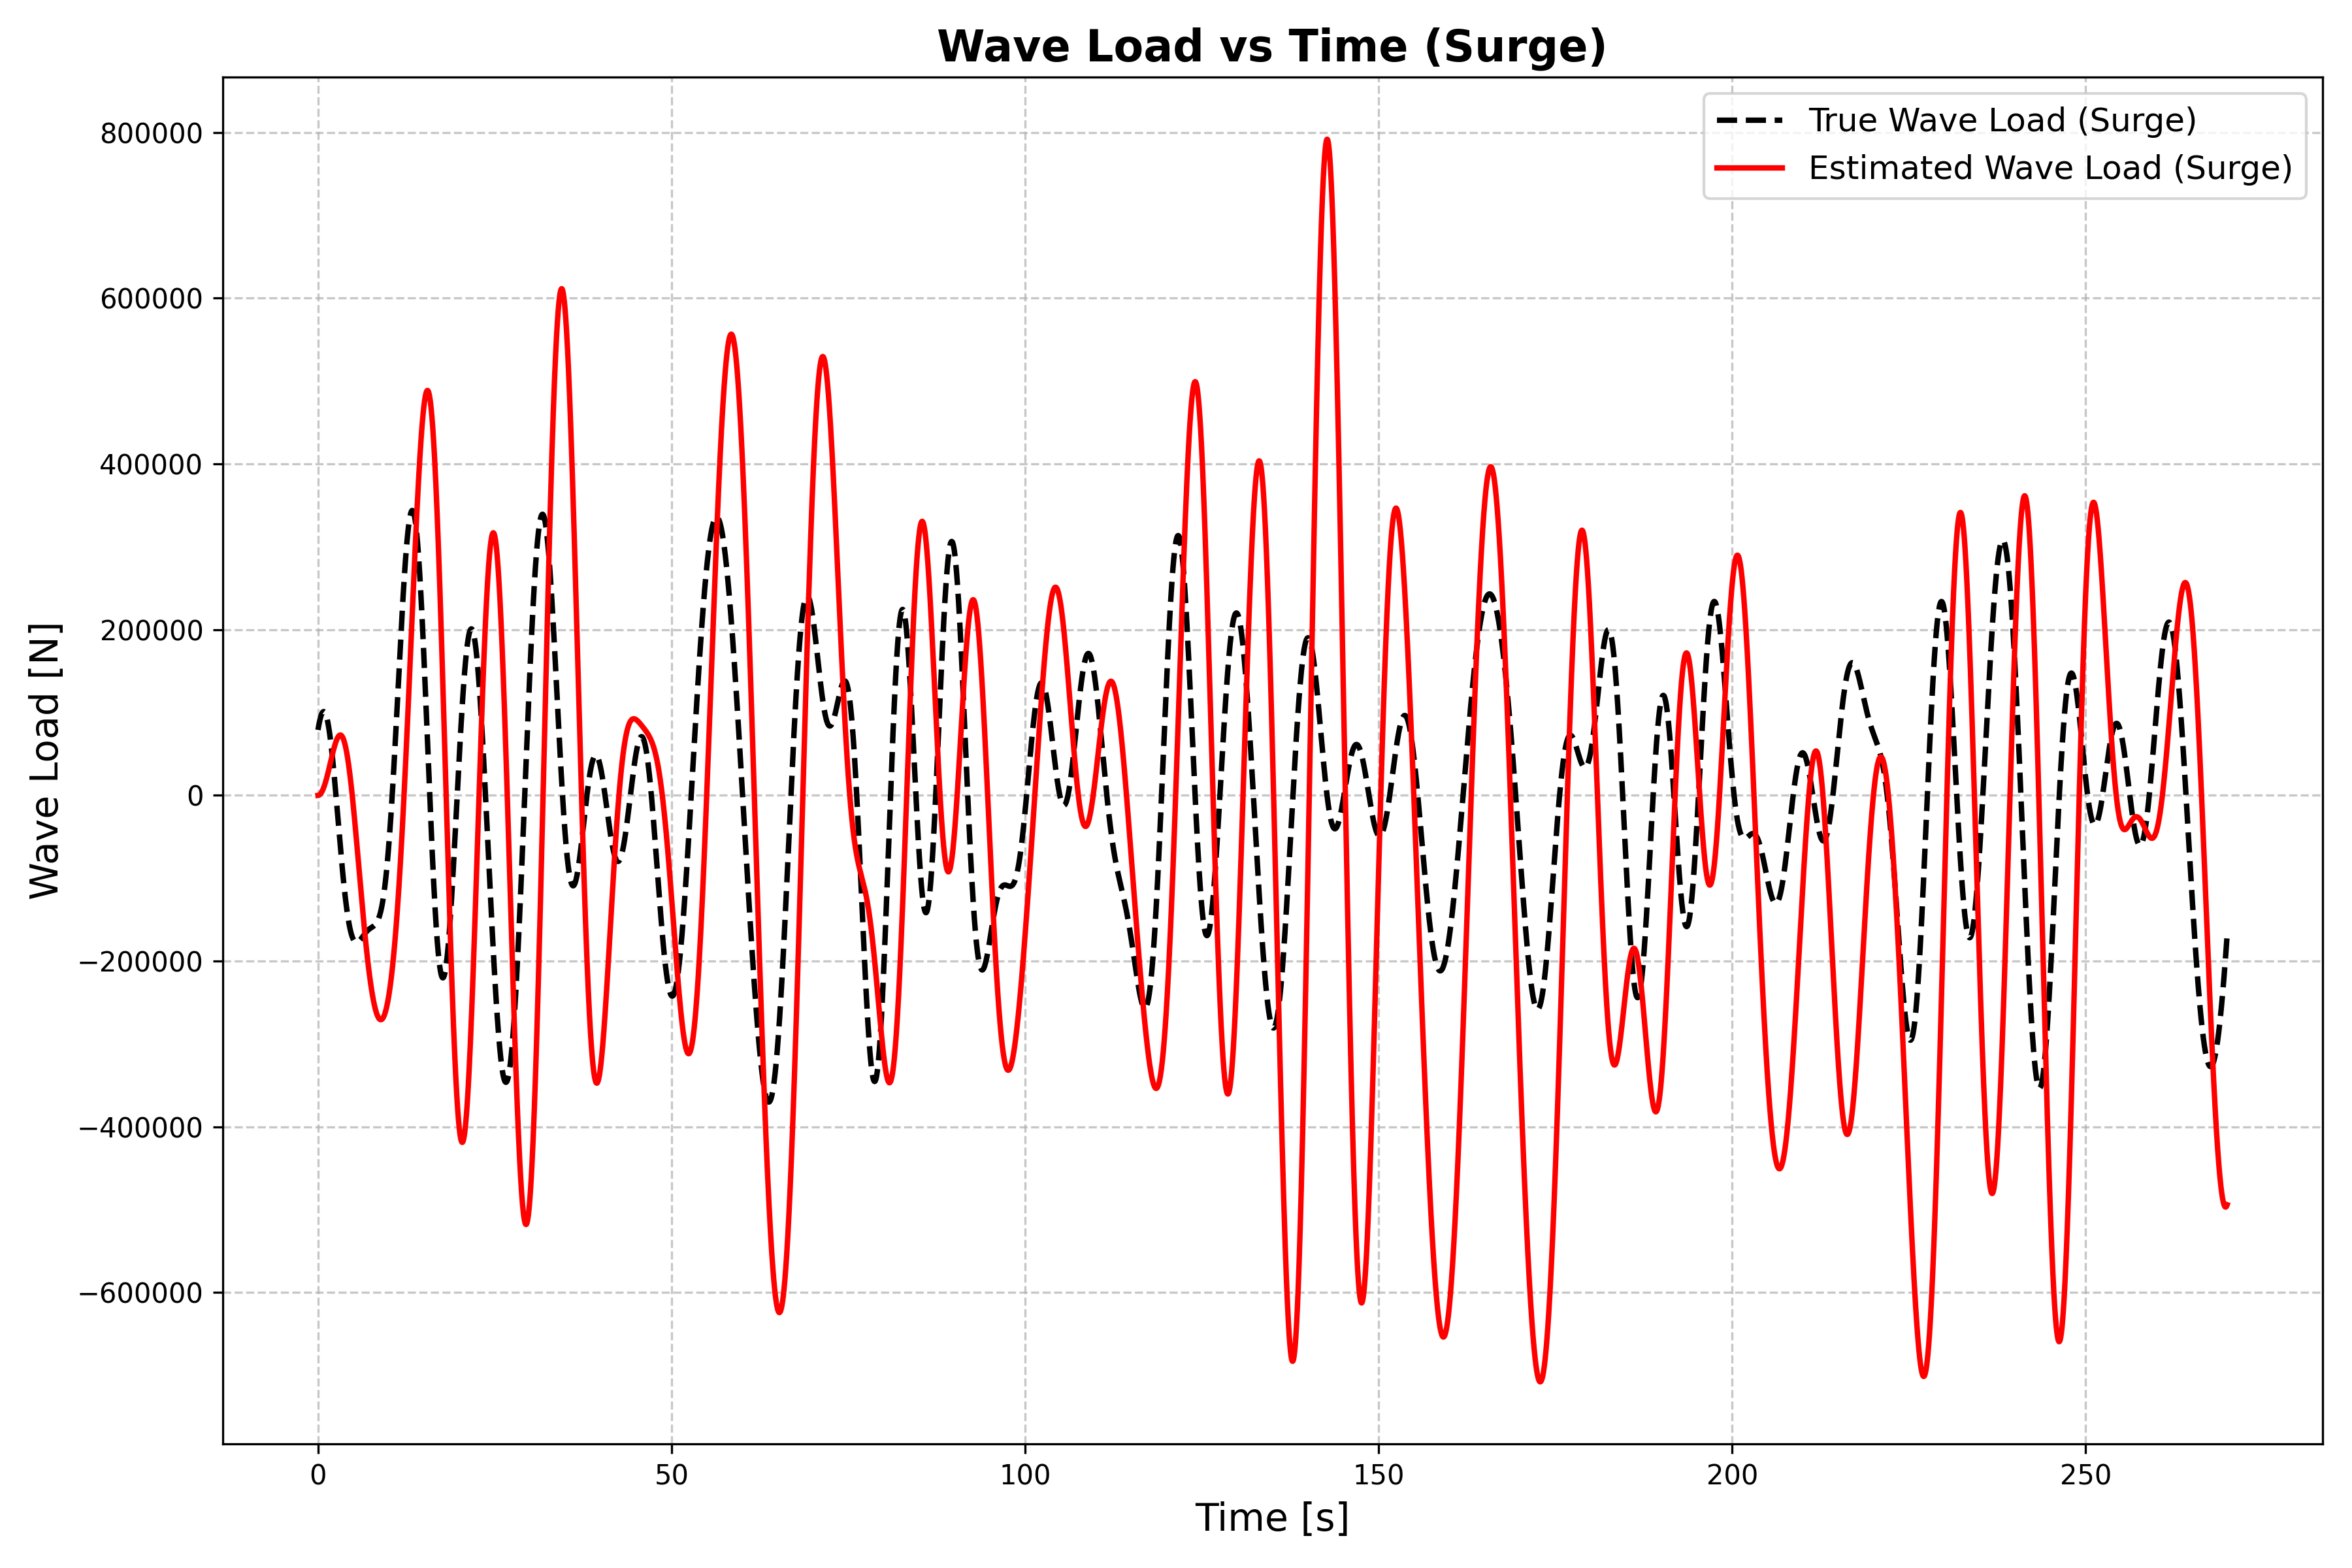 Wave Load vs Time (Surge)
True Wave Load (Surge)
Estimated Wave Load (Surge)
Wave Load [N]
800000
600000
400000
200000
0
−200000
−400000
−600000
0 50 100 150 200 250
Time [s]